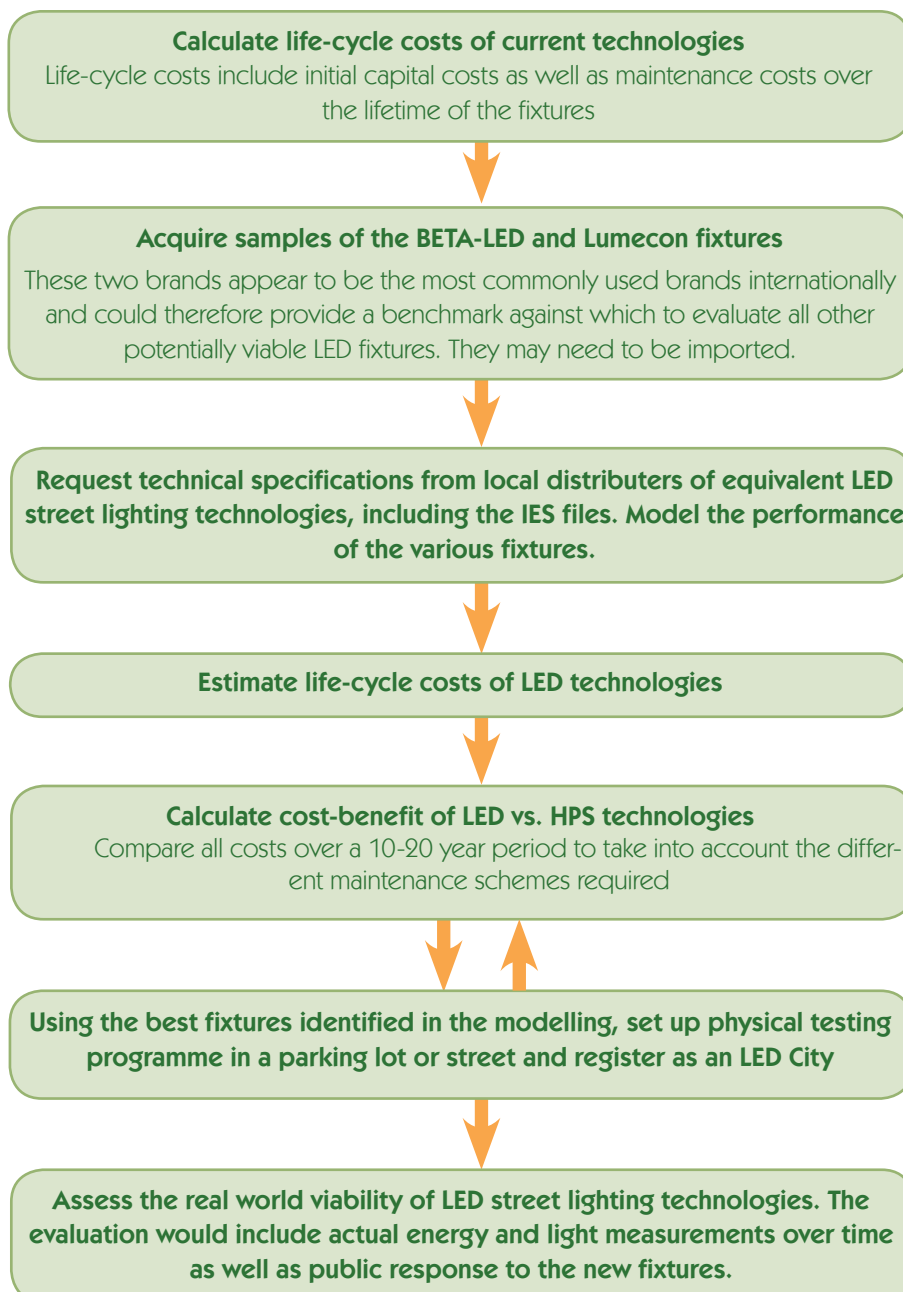 Calculate life-cycle costs of current technologies
Life-cycle costs include initial capital costs as well as maintenance costs over
the lifetime of the fixtures
Acquire samples of the BETA-LED and Lumecon fixtures
These two brands appear to be the most commonly used brands internationally
and could therefore provide a benchmark against which to evaluate all other
potentially viable LED fixtures. They may need to be imported.
Request technical specifications from local distributers of equivalent LED
street lighting technologies, including the IES files. Model the performance
of the various fixtures.
Estimate life-cycle costs of LED technologies
Calculate cost-benefit of LED vs. HPS technologies
Compare all costs over a 10-20 year period to take into account the differ-
ent maintenance schemes required
Using the best fixtures identified in the modelling, set up physical testing
programme in a parking lot or street and register as an LED City
Assess the real world viability of LED street lighting technologies. The
evaluation would include actual energy and light measurements over time
as well as public response to the new fixtures.